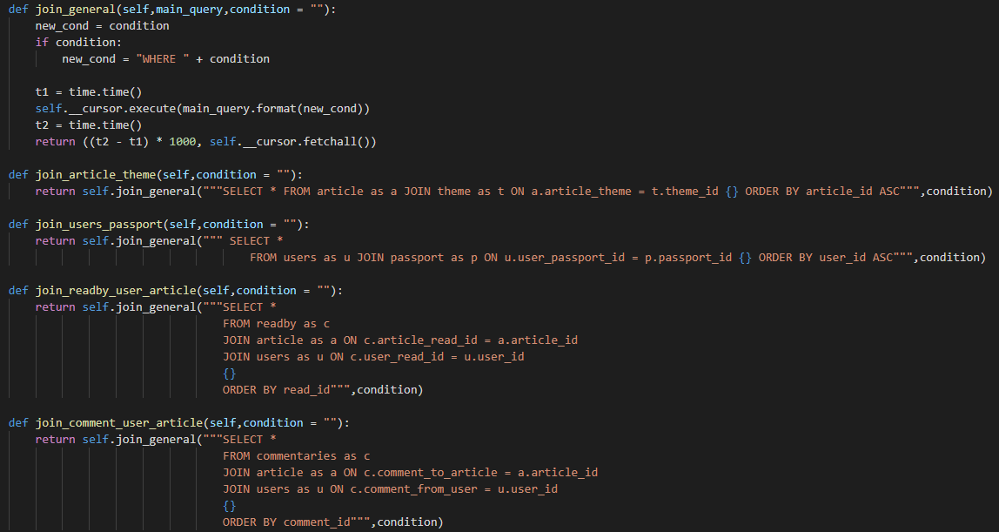 def join_general(self,main_query,condition = ""):
    new_cond = condition
    if condition:
        new_cond = "WHERE " + condition

    t1 = time.time()
    self.__cursor.execute(main_query.format(new_cond))
    t2 = time.time()
    return ((t2 - t1) * 1000, self.__cursor.fetchall())

def join_article_theme(self,condition = ""):
    return self.join_general("""SELECT * FROM article as a JOIN theme as t ON a.article_theme = t.theme_id {} ORDER BY article_id ASC""",condition)

def join_users_passport(self,condition = ""):
    return self.join_general(""" SELECT *
                                    FROM users as u JOIN passport as p ON u.user_passport_id = p.passport_id {} ORDER BY user_id ASC""",condition)

def join_readby_user_article(self,condition = ""):
    return self.join_general("""SELECT *
                                FROM readby as c
                                JOIN article as a ON c.article_read_id = a.article_id
                                JOIN users as u ON c.user_read_id = u.user_id
                                {}
                                ORDER BY read_id""",condition)

def join_comment_user_article(self,condition = ""):
    return self.join_general("""SELECT *
                                FROM commentaries as c
                                JOIN article as a ON c.comment_to_article = a.article_id
                                JOIN users as u ON c.comment_from_user = u.user_id
                                {}
                                ORDER BY comment_id""",condition)